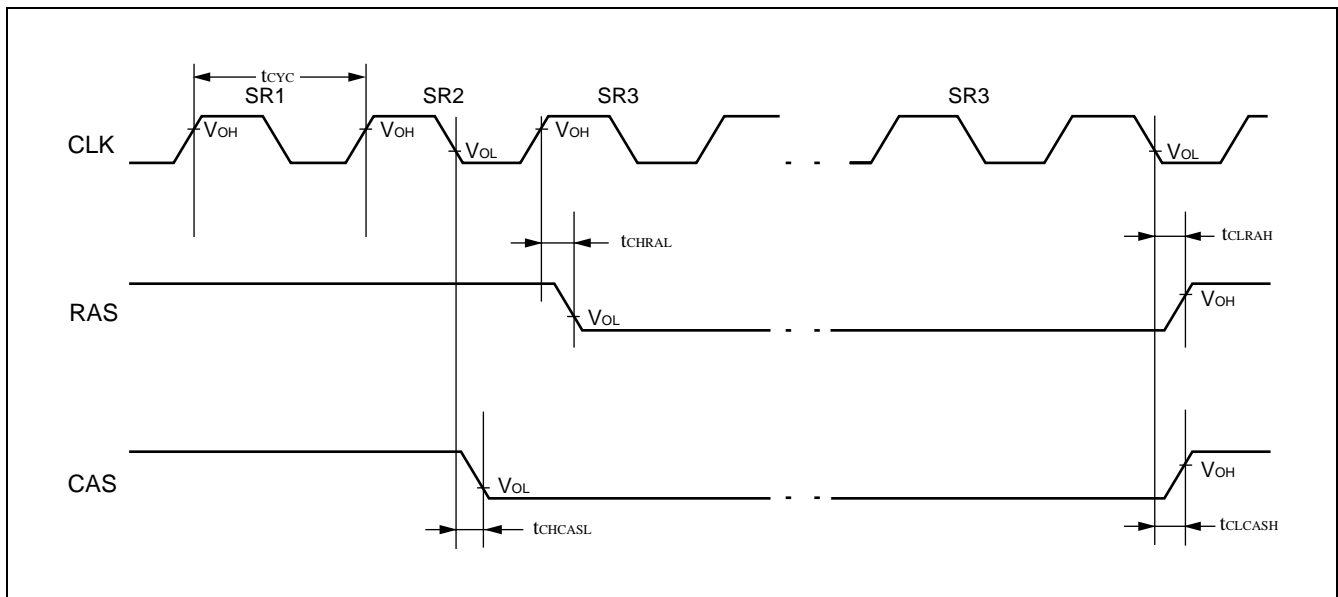 tCYC
SR1 SR2 SR3 SR3
CLK VOH VOH VOL VOH VOL
tCHRAL tCLRAH
RAS VOL VOH
CAS VOL VOH
tCHCASL tCLCASH